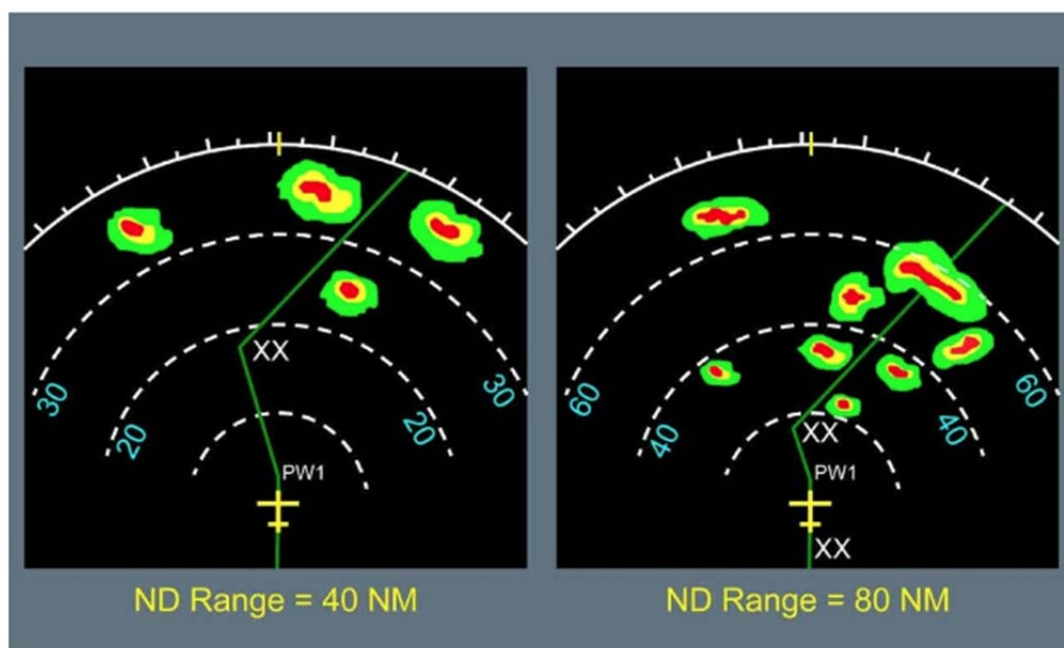 XX
30
30
20
20
PW1
ND Range = 40 NM
60
60
40
40
XX
PW1
XX
ND Range = 80 NM